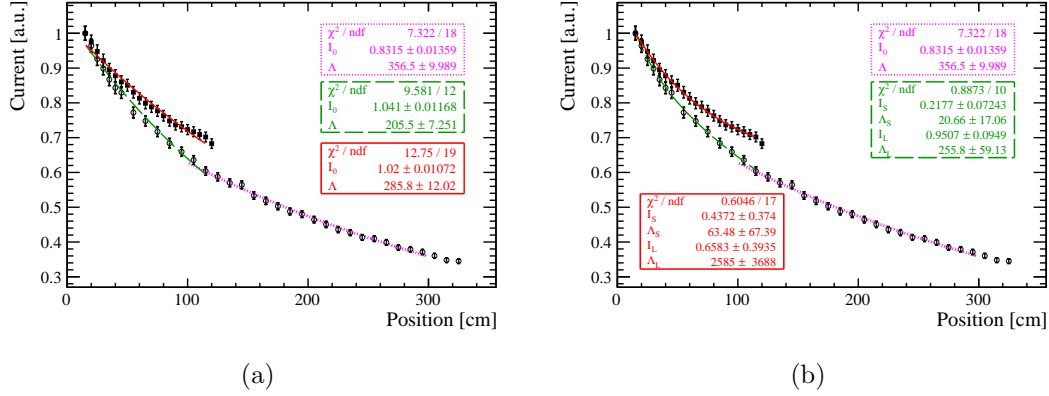 Current [a.u.]
1
0.9
0.8
0.7
0.6
0.5
0.4
0.3
0 100 200 300
Position [cm]
χ² / ndf 7.322 / 18
I₀ 0.8315 ± 0.01359
Λ 356.5 ± 9.989
χ² / ndf 9.581 / 12
I₀ 1.041 ± 0.01168
Λ 205.5 ± 7.251
χ² / ndf 12.75 / 19
I₀ 1.02 ± 0.01072
Λ 285.8 ± 12.02
(a)
Current [a.u.]
1
0.9
0.8
0.7
0.6
0.5
0.4
0.3
0 100 200 300
Position [cm]
χ² / ndf 7.322 / 18
I₀ 0.8315 ± 0.01359
Λ 356.5 ± 9.989
χ² / ndf 0.8873 / 10
I_S 0.2177 ± 0.07243
Λ_S 20.66 ± 17.06
I_L 0.9507 ± 0.0949
Λ_L 255.8 ± 59.13
χ² / ndf 0.6046 / 17
I_S 0.4372 ± 0.374
Λ_S 63.48 ± 67.39
I_L 0.6583 ± 0.3935
Λ_L 2585 ± 3688
(b)